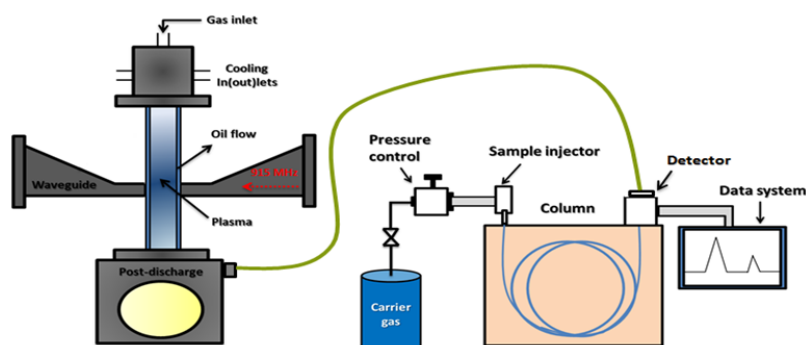 Gas inlet
Cooling
In(out)lets
Oil flow
Waveguide
915 MHz
Plasma
Post-discharge
Pressure
control
Sample injector
Detector
Data system
Column
Carrier
gas